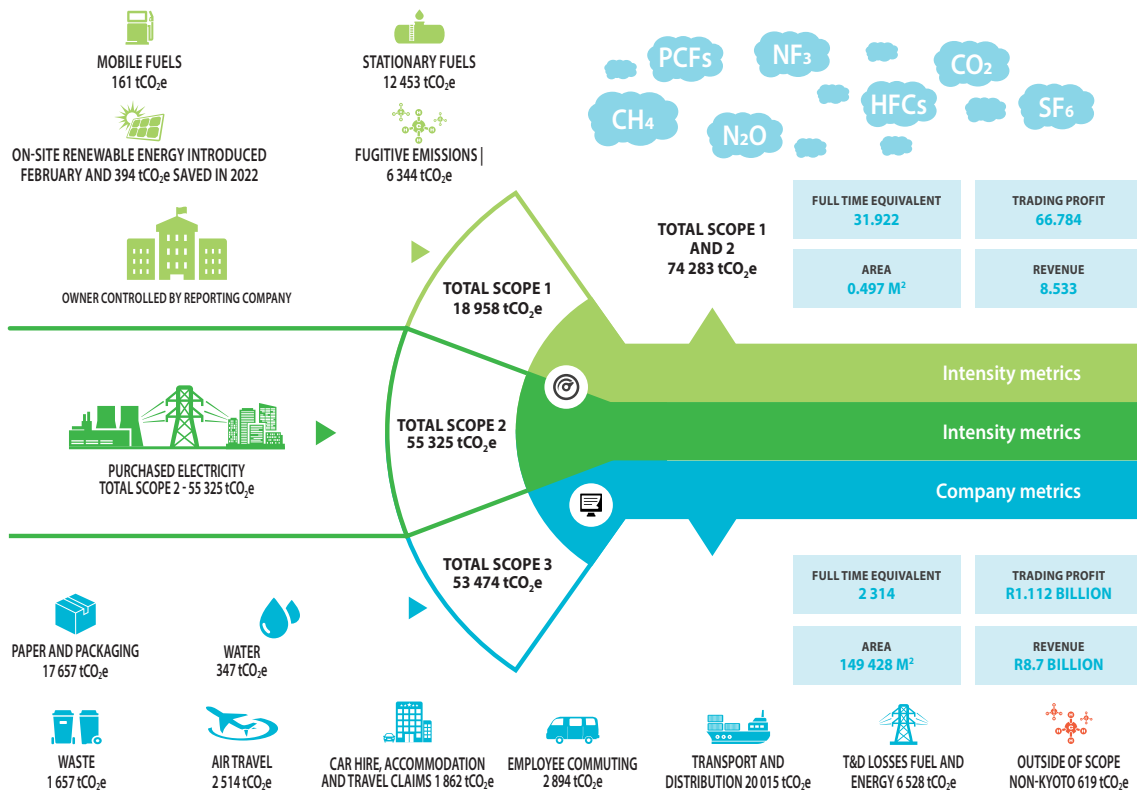 MOBILE FUELS
161 tCO₂e
STATIONARY FUELS
12 453 tCO₂e
ON-SITE RENEWABLE ENERGY INTRODUCED
FEBRUARY AND 394 tCO₂e SAVED IN 2022
FUGITIVE EMISSIONS |
6 344 tCO₂e
OWNER CONTROLLED BY REPORTING COMPANY
PCFs
NF₃
CO₂
CH₄
N₂O
HFCs
SF₆
TOTAL SCOPE 1
AND 2
74 283 tCO₂e
FULL TIME EQUIVALENT
31.922
TRADING PROFIT
66.784
AREA
0.497 M²
REVENUE
8.533
TOTAL SCOPE 1
18 958 tCO₂e
Intensity metrics
TOTAL SCOPE 2
55 325 tCO₂e
Intensity metrics
PURCHASED ELECTRICITY
TOTAL SCOPE 2 - 55 325 tCO₂e
Company metrics
TOTAL SCOPE 3
53 474 tCO₂e
FULL TIME EQUIVALENT
2 314
TRADING PROFIT
R1.112 BILLION
AREA
149 428 M²
REVENUE
R8.7 BILLION
PAPER AND PACKAGING
17 657 tCO₂e
WATER
347 tCO₂e
WASTE
1 657 tCO₂e
AIR TRAVEL
2 514 tCO₂e
CAR HIRE, ACCOMMODATION
AND TRAVEL CLAIMS 1 862 tCO₂e
EMPLOYEE COMMUTING
2 894 tCO₂e
TRANSPORT AND
DISTRIBUTION 20 015 tCO₂e
T&D LOSSES FUEL AND
ENERGY 6 528 tCO₂e
OUTSIDE OF SCOPE
NON-KYOTO 619 tCO₂e